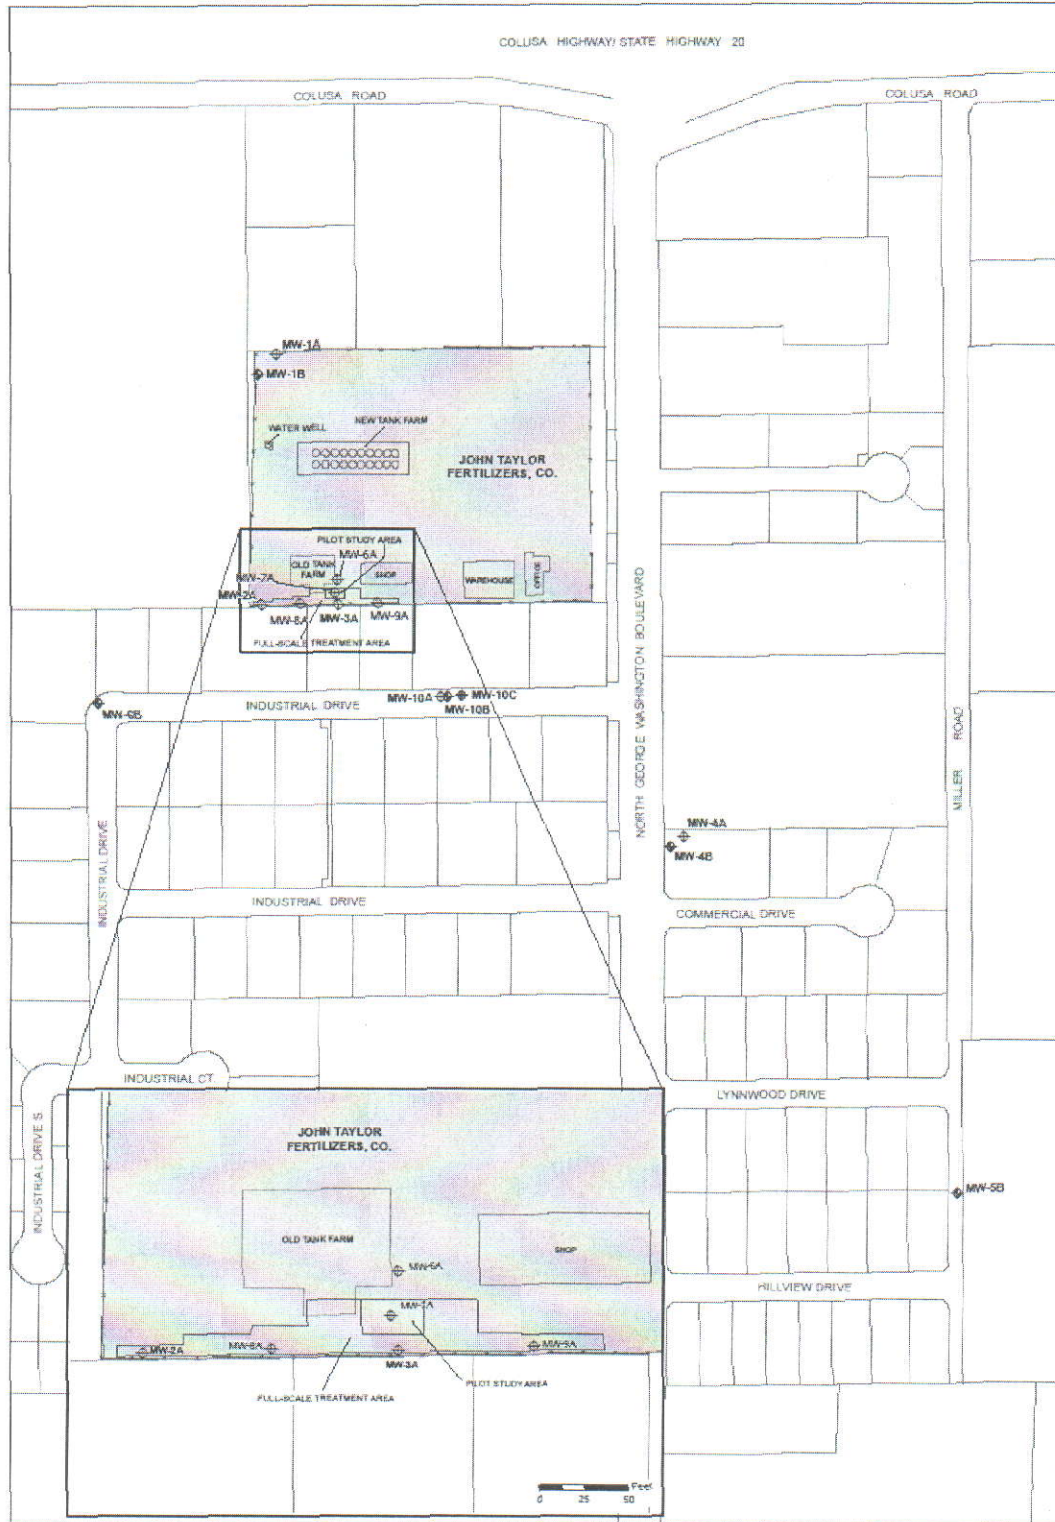 COLUSA HIGHWAY/ STATE HIGHWAY 20
COLUSA ROAD
COLUSA ROAD
MW-1A
MW-1B
WATER WELL
NEW TANK FARM
JOHN TAYLOR
FERTILIZERS, CO.
PILOT STUDY AREA
OLD TANK
FARM
MW-6A
SHOP
WAREHOUSE
OFFICE
MW-7A
MW-2A
MW-8A
MW-3A
MW-9A
FULL-SCALE TREATMENT AREA
NORTH GEORGE WASHINGTON BOULEVARD
MILLER ROAD
INDUSTRIAL DRIVE
MW-10A
MW-10C
MW-10B
MW-4A
MW-4B
INDUSTRIAL DRIVE
INDUSTRIAL DRIVE
COMMERCIAL DRIVE
INDUSTRIAL CT.
LYNNWOOD DRIVE
INDUSTRIAL DRIVE S.
MW-5B
HILLVIEW DRIVE
JOHN TAYLOR
FERTILIZERS, CO.
OLD TANK FARM
SHOP
MW-6A
MW-2A
MW-8A
MW-3A
MW-9A
PILOT STUDY AREA
FULL-SCALE TREATMENT AREA
Feet
0 25 50